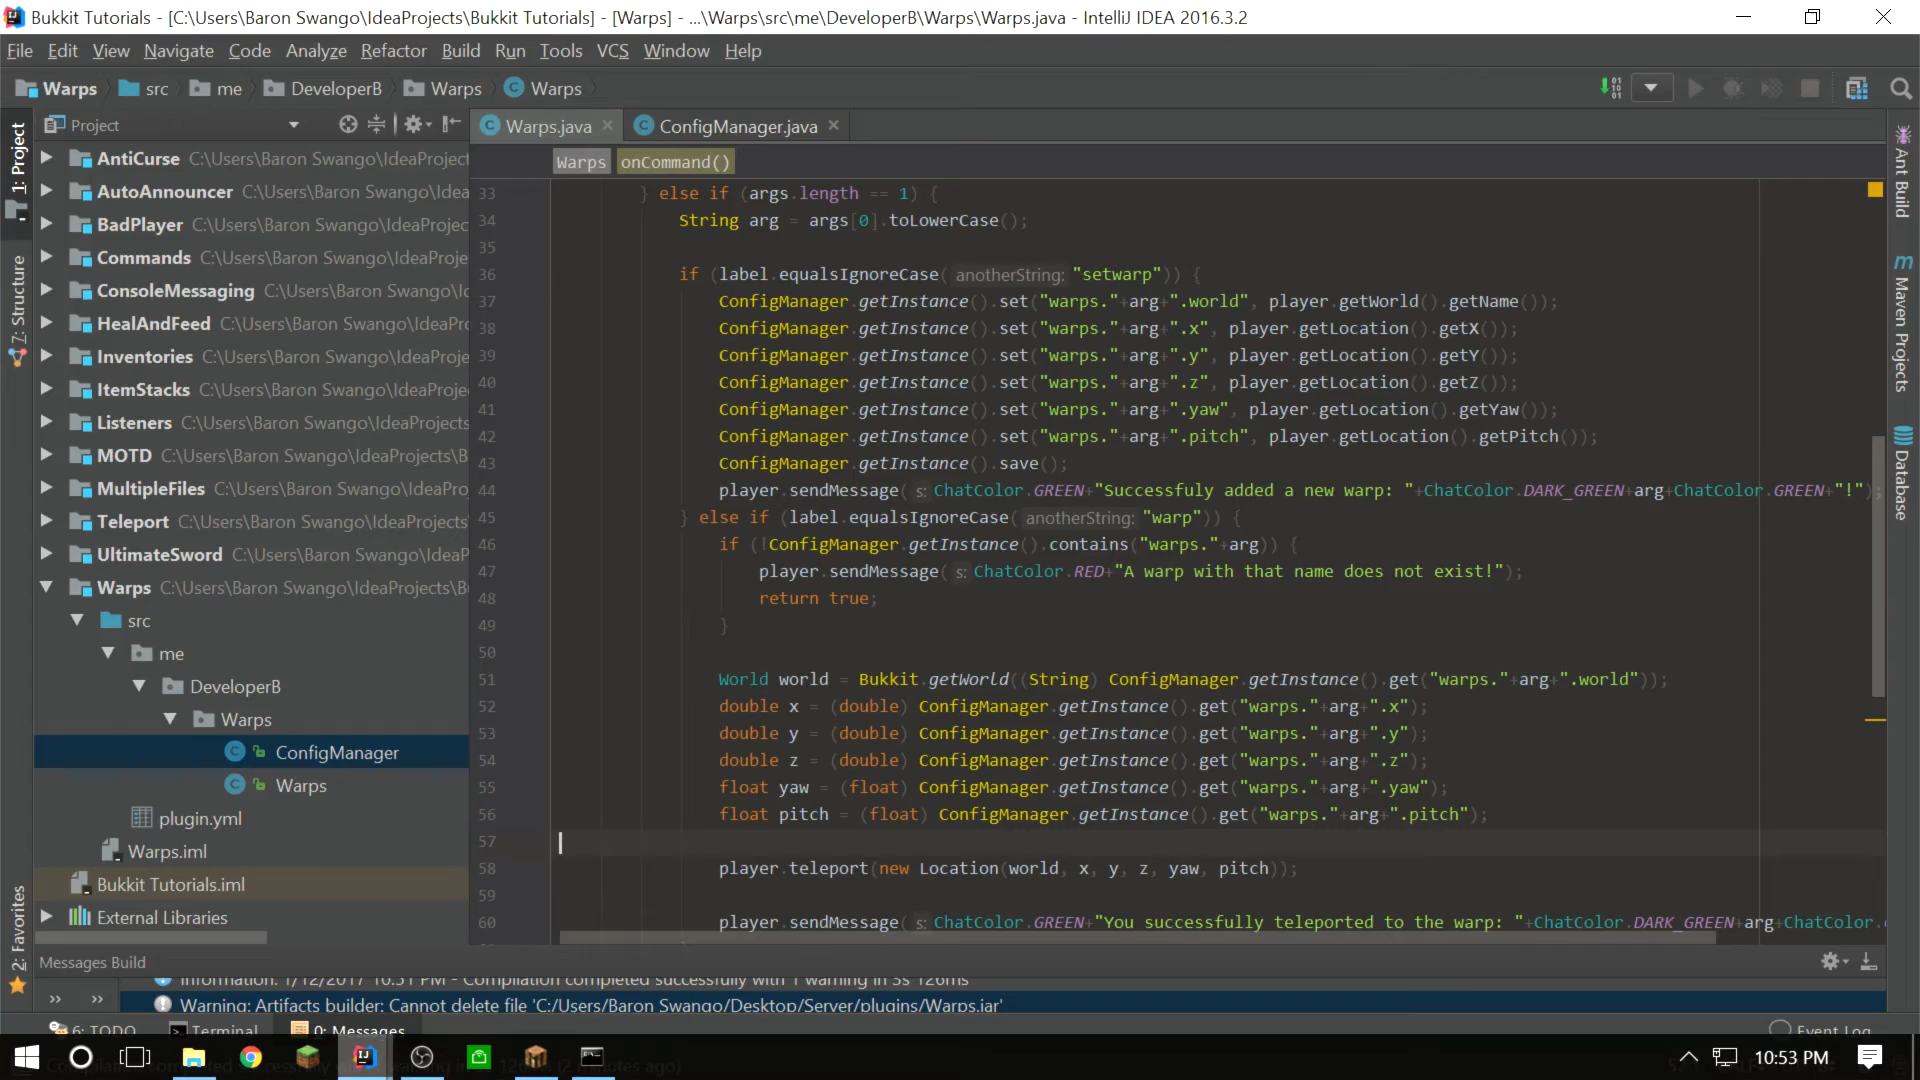 Bukkit Tutorials - [C:\Users\Baron Swango\IdeaProjects\Bukkit Tutorials] - [Warps] - ...\Warps\src\me\DeveloperB\Warps\Warps.java - IntelliJ IDEA 2016.3.2
File Edit View Navigate Code Analyze Refactor Build Run Tools VCS Window Help
Warps src me DeveloperB Warps Warps
Project
Warps.java ConfigManager.java
Warps onCommand()
1: Project
7: Structure
2: Favorites
AntiCurse C:\Users\Baron Swango\IdeaProject
AutoAnnouncer C:\Users\Baron Swango\Idea
BadPlayer C:\Users\Baron Swango\IdeaProjec
Commands C:\Users\Baron Swango\IdeaProje
ConsoleMessaging C:\Users\Baron Swango\Id
HealAndFeed C:\Users\Baron Swango\IdeaPro
Inventories C:\Users\Baron Swango\IdeaProje
ItemStacks C:\Users\Baron Swango\IdeaProjec
Listeners C:\Users\Baron Swango\IdeaProjects
MOTD C:\Users\Baron Swango\IdeaProjects\B
MultipleFiles C:\Users\Baron Swango\IdeaPro
Teleport C:\Users\Baron Swango\IdeaProjects\
UltimateSword C:\Users\Baron Swango\IdeaP
Warps C:\Users\Baron Swango\IdeaProjects\B
src
me
DeveloperB
Warps
ConfigManager
Warps
plugin.yml
Warps.iml
Bukkit Tutorials.iml
External Libraries
33 } else if (args.length == 1) {
34 String arg = args[0].toLowerCase();
35
36 if (label.equalsIgnoreCase( anotherString: "setwarp")) {
37 ConfigManager.getInstance().set("warps."+arg+".world", player.getWorld().getName());
38 ConfigManager.getInstance().set("warps."+arg+".x", player.getLocation().getX());
39 ConfigManager.getInstance().set("warps."+arg+".y", player.getLocation().getY());
40 ConfigManager.getInstance().set("warps."+arg+".z", player.getLocation().getZ());
41 ConfigManager.getInstance().set("warps."+arg+".yaw", player.getLocation().getYaw());
42 ConfigManager.getInstance().set("warps."+arg+".pitch", player.getLocation().getPitch());
43 ConfigManager.getInstance().save();
44 player.sendMessage( s: ChatColor.GREEN+"Successfuly added a new warp: "+ChatColor.DARK_GREEN+arg+ChatColor.GREEN+"!");
45 } else if (label.equalsIgnoreCase( anotherString: "warp")) {
46 if (!ConfigManager.getInstance().contains("warps."+arg)) {
47 player.sendMessage( s: ChatColor.RED+"A warp with that name does not exist!");
48 return true;
49 }
50
51 World world = Bukkit.getWorld((String) ConfigManager.getInstance().get("warps."+arg+".world"));
52 double x = (double) ConfigManager.getInstance().get("warps."+arg+".x");
53 double y = (double) ConfigManager.getInstance().get("warps."+arg+".y");
54 double z = (double) ConfigManager.getInstance().get("warps."+arg+".z");
55 float yaw = (float) ConfigManager.getInstance().get("warps."+arg+".yaw");
56 float pitch = (float) ConfigManager.getInstance().get("warps."+arg+".pitch");
57
58 player.teleport(new Location(world, x, y, z, yaw, pitch));
59
60 player.sendMessage( s: ChatColor.GREEN+"You successfully teleported to the warp: "+ChatColor.DARK_GREEN+arg+ChatColor.
Ant Build
Maven Projects
Database
Messages Build
Information: 1/12/2017 10:51 PM - Compilation completed successfully with 1 warning in 3s 126ms
Warning: Artifacts builder: Cannot delete file 'C:/Users/Baron Swango/Desktop/Server/plugins/Warps.jar'
6: TODO Terminal 0: Messages Event Log
10:53 PM